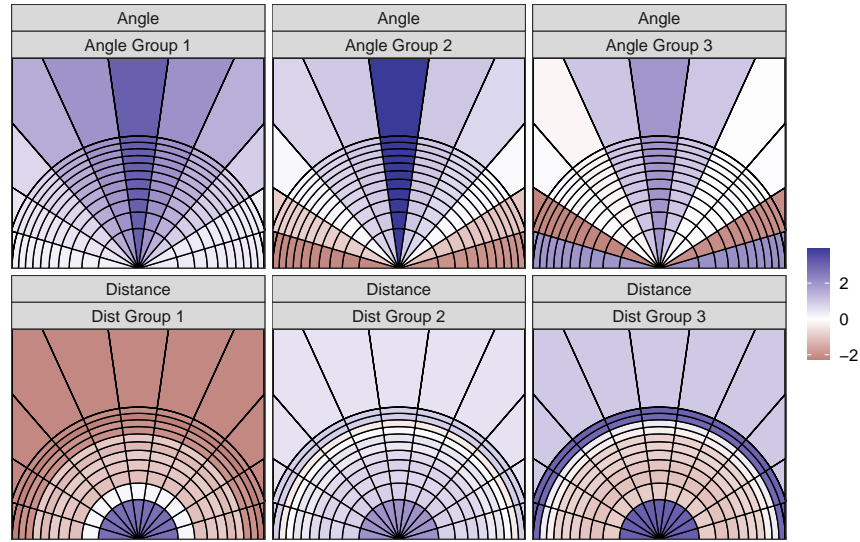 Angle
Angle
Angle
Angle Group 1
Angle Group 2
Angle Group 3
Distance
Distance
Distance
Dist Group 1
Dist Group 2
Dist Group 3
2
0
−2